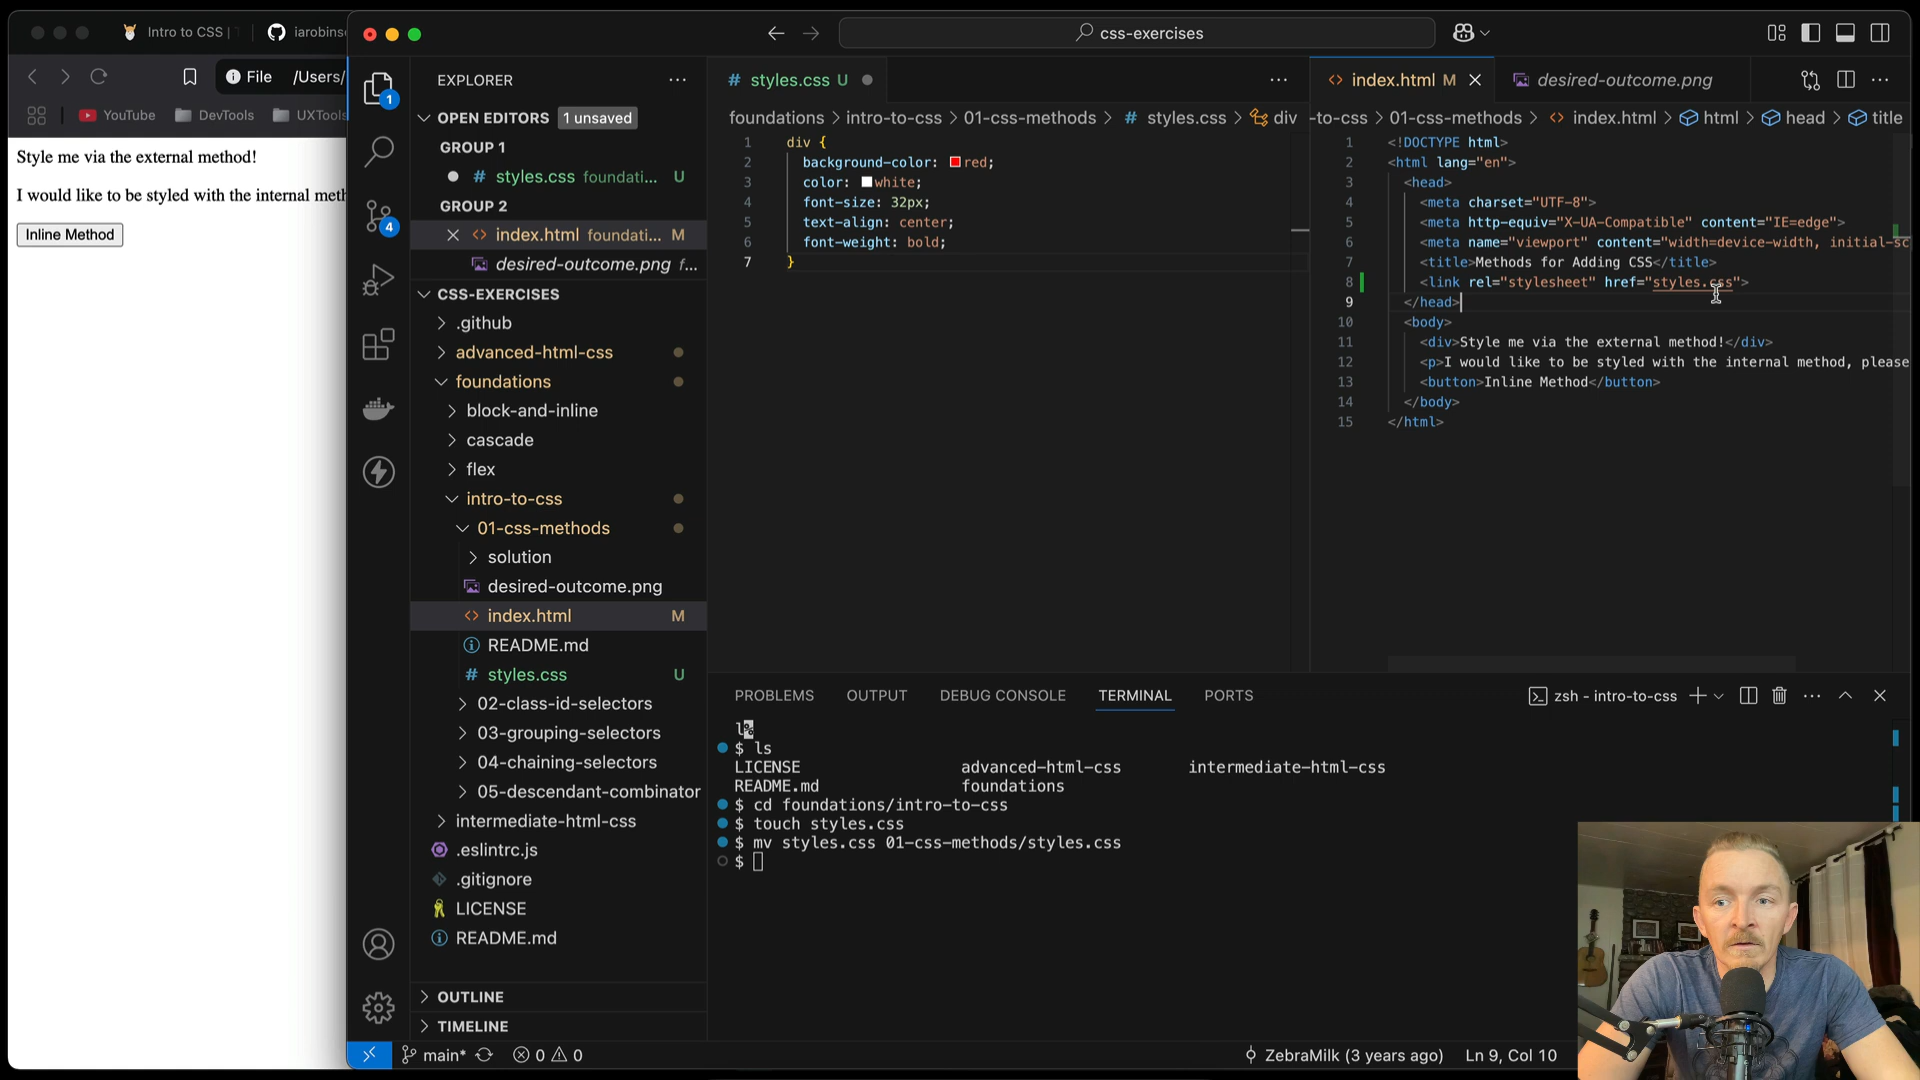 Intro to CSS |
iarobins
css-exercises
File /Users/
YouTube
DevTools
UXTools
Style me via the external method!
I would like to be styled with the internal meth
Inline Method
EXPLORER
OPEN EDITORS 1 unsaved
GROUP 1
# styles.css foundati... U
GROUP 2
index.html foundati... M
desired-outcome.png f...
CSS-EXERCISES
.github
advanced-html-css
foundations
block-and-inline
cascade
flex
intro-to-css
01-css-methods
solution
desired-outcome.png
index.html M
README.md
# styles.css U
02-class-id-selectors
03-grouping-selectors
04-chaining-selectors
05-descendant-combinator
intermediate-html-css
.eslintrc.js
.gitignore
LICENSE
README.md
OUTLINE
TIMELINE
1
4
# styles.css U
foundations > intro-to-css > 01-css-methods > # styles.css > div
1 div {
2 background-color: red;
3 color: white;
4 font-size: 32px;
5 text-align: center;
6 font-weight: bold;
7 }
index.html M
desired-outcome.png
-to-css > 01-css-methods > index.html > html > head > title
1 <!DOCTYPE html>
2 <html lang="en">
3 <head>
4 <meta charset="UTF-8">
5 <meta http-equiv="X-UA-Compatible" content="IE=edge">
6 <meta name="viewport" content="width=device-width, initial-sc
7 <title>Methods for Adding CSS</title>
8 <link rel="stylesheet" href="styles.css">
9 </head>
10 <body>
11 <div>Style me via the external method!</div>
12 <p>I would like to be styled with the internal method, please
13 <button>Inline Method</button>
14 </body>
15 </html>
PROBLEMS OUTPUT DEBUG CONSOLE TERMINAL PORTS
zsh - intro-to-css
l%
$ ls
LICENSE advanced-html-css intermediate-html-css
README.md foundations
$ cd foundations/intro-to-css
$ touch styles.css
$ mv styles.css 01-css-methods/styles.css
$
main* 0 0
ZebraMilk (3 years ago) Ln 9, Col 10